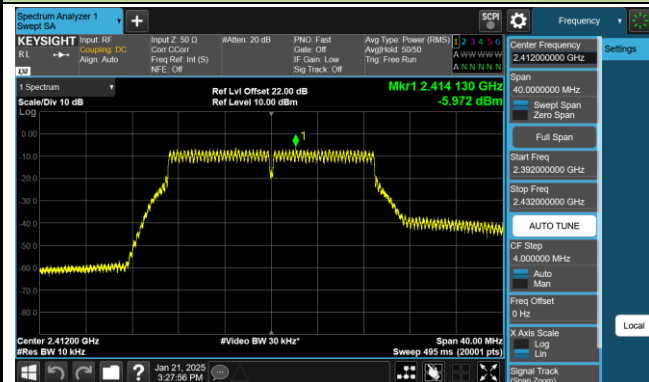 Spectrum Analyzer 1
Swept SA
SCPI
Frequency
KEYSIGHT
RL
Input: RF
Coupling: DC
Align: Auto
Input Z: 50 Ω
Corr CCorr
Freq Ref: Int (S)
NFE: Off
#Atten: 20 dB
PNO: Fast
Gate: Off
IF Gain: Low
Sig Track: Off
Avg Type: Power (RMS)
Avg|Hold: 50/50
Trig: Free Run
1 2 3 4 5 6
A W W W W W
A N N N N N
1 Spectrum
Scale/Div 10 dB
Log
Ref Lvl Offset 22.00 dB
Ref Level 10.00 dBm
Mkr1 2.414 130 GHz
-5.972 dBm
1
0.00
-10.0
-20.0
-30.0
-40.0
-50.0
-60.0
-70.0
-80.0
Center 2.41200 GHz
#Res BW 10 kHz
#Video BW 30 kHz*
Span 40.00 MHz
Sweep 495 ms (20001 pts)
Jan 21, 2025
3:27:56 PM
Center Frequency
2.412000000 GHz
Span
40.0000000 MHz
Swept Span
Zero Span
Full Span
Start Freq
2.392000000 GHz
Stop Freq
2.432000000 GHz
AUTO TUNE
CF Step
4.000000 MHz
Auto
Man
Freq Offset
0 Hz
X Axis Scale
Log
Lin
Signal Track
(Span Zoom)
Settings
Local